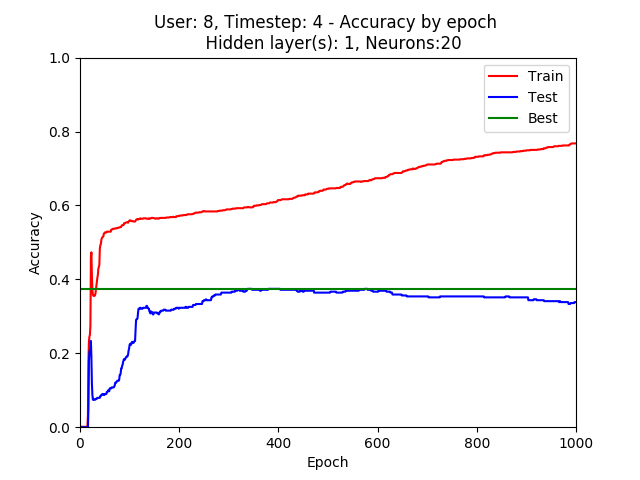 User: 8, Timestep: 4 - Accuracy by epoch
Hidden layer(s): 1, Neurons:20
1.0
0.8
0.6
0.4
0.2
0.0
Accuracy
Train
Test
Best
0 200 400 600 800 1000
Epoch